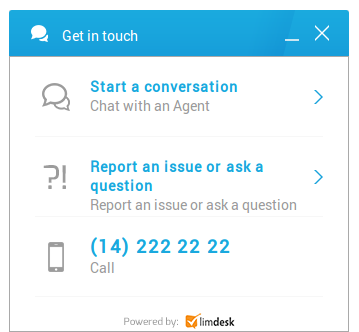 Get in touch
Start a conversation
Chat with an Agent
?!
Report an issue or ask a
question
Report an issue or ask a question
(14) 222 22 22
Call
Powered by: limdesk